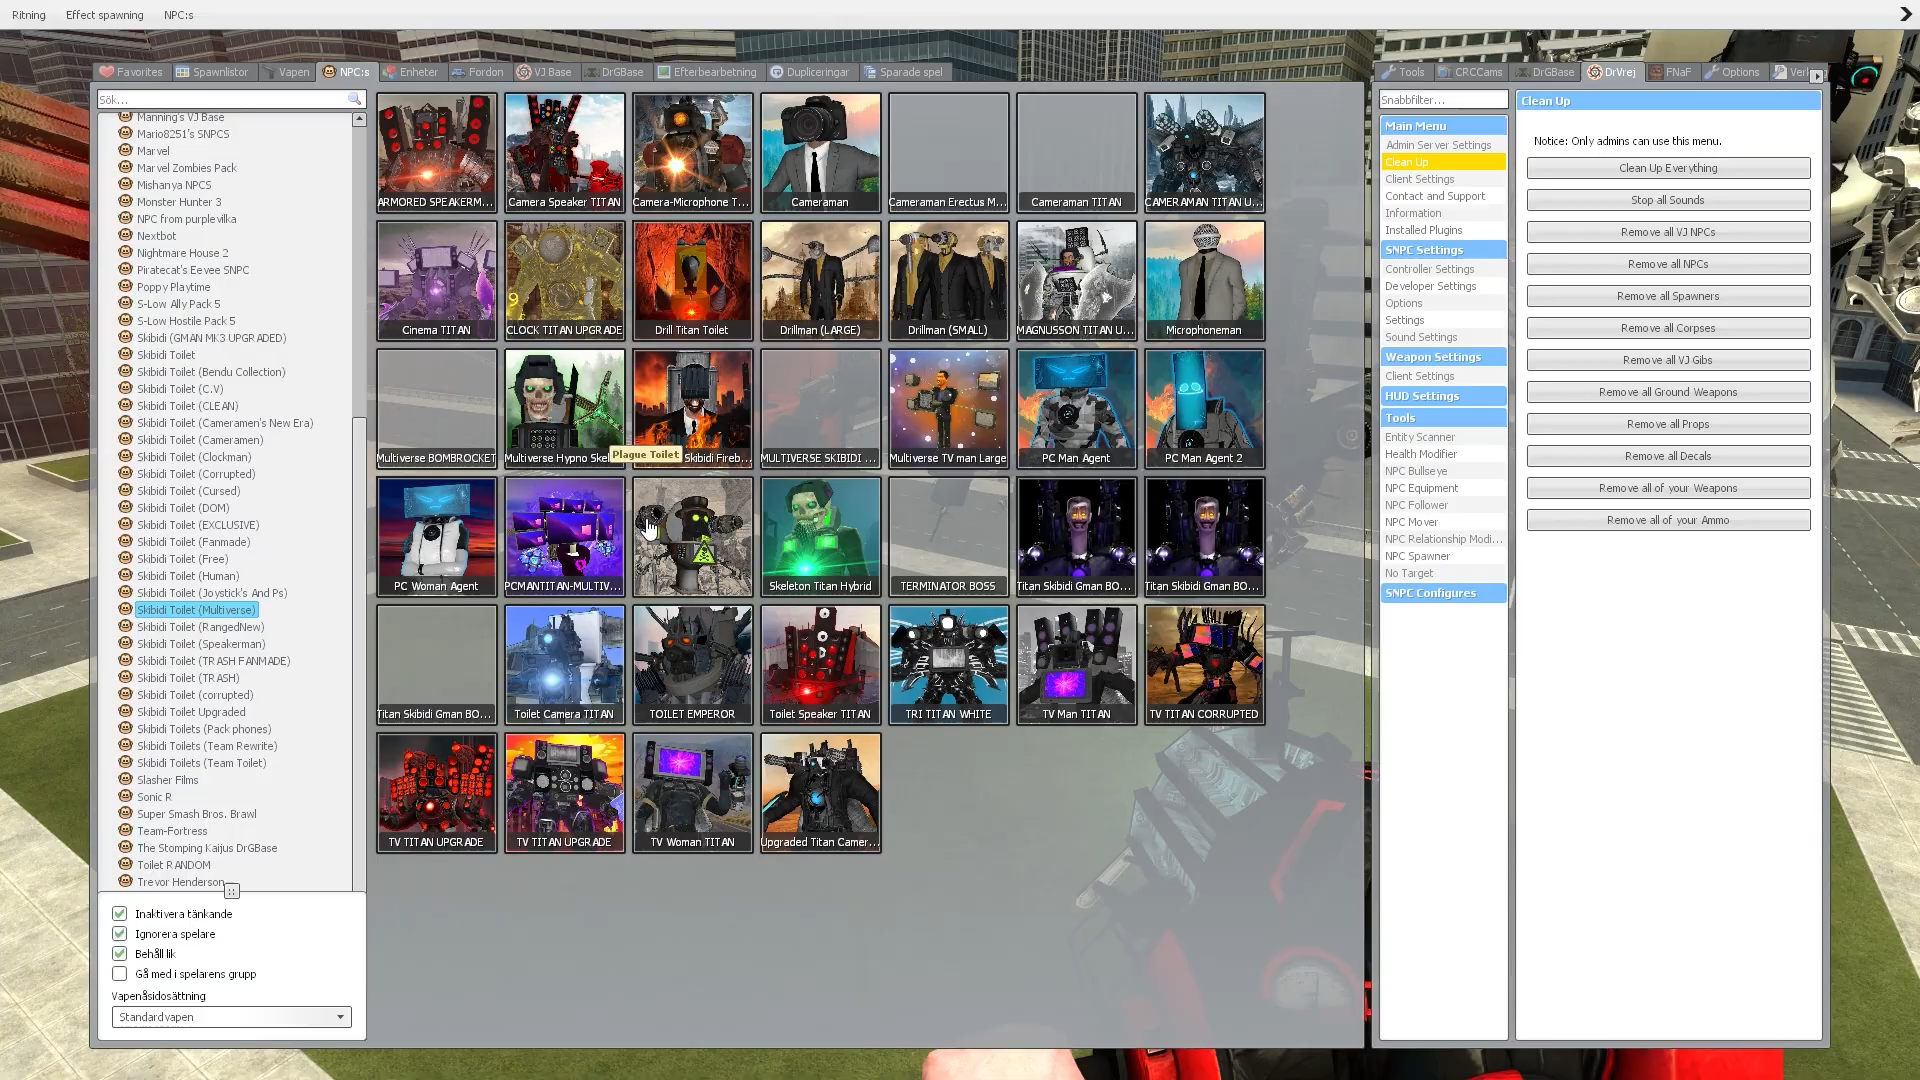 Ritning
Effect spawning
NPC:s
Favorites
Spawnlistor
Vapen
NPC:s
Enheter
Fordon
VJ Base
DrGBase
Efterbearbetning
Dupliceringar
Sparade spel
Sök...
Manning's VJ Base
Mario8251's SNPCS
Marvel
Marvel Zombies Pack
Mishanya NPCS
Monster Hunter 3
NPC from purplevilka
Nextbot
Nightmare House 2
Piratecat's Eevee SNPC
Poppy Playtime
S-Low Ally Pack 5
S-Low Hostile Pack 5
Skibidi (GMAN MK3 UPGRADED)
Skibidi Toilet
Skibidi Toilet (Bendu Collection)
Skibidi Toilet (C.V)
Skibidi Toilet (CLEAN)
Skibidi Toilet (Cameramen's New Era)
Skibidi Toilet (Cameramen)
Skibidi Toilet (Clockman)
Skibidi Toilet (Corrupted)
Skibidi Toilet (Cursed)
Skibidi Toilet (DOM)
Skibidi Toilet (EXCLUSIVE)
Skibidi Toilet (Fanmade)
Skibidi Toilet (Free)
Skibidi Toilet (Human)
Skibidi Toilet (Joystick's And Ps)
Skibidi Toilet (Multiverse)
Skibidi Toilet (RangedNew)
Skibidi Toilet (Speakerman)
Skibidi Toilet (TRASH FANMADE)
Skibidi Toilet (TRASH)
Skibidi Toilet (corrupted)
Skibidi Toilet Upgraded
Skibidi Toilets (Pack phones)
Skibidi Toilets (Team Rewrite)
Skibidi Toilets (Team Toilet)
Slasher Films
Sonic R
Super Smash Bros. Brawl
Team-Fortress
The Stomping Kaijus DrGBase
Toilet RANDOM
Trevor Henderson
Inaktivera tänkande
Ignorera spelare
Behåll lik
Gå med i spelarens grupp
Vapenåsidosättning
Standardvapen
ARMORED SPEAKERM...
Camera Speaker TITAN
Camera-Microphone T...
Cameraman
Cameraman Erectus M...
Cameraman TITAN
CAMERAMAN TITAN U...
Cinema TITAN
9
CLOCK TITAN UPGRADE
Drill Titan Toilet
Drillman (LARGE)
Drillman (SMALL)
MAGNUSSON TITAN U...
Microphoneman
Multiverse BOMBROCKET
Multiverse Hypno Skel
Skibidi Fireb...
MULTIVERSE SKIBIDI ...
Multiverse TV man Large
PC Man Agent
PC Man Agent 2
Plague Toilet
PC Woman Agent
PCMANTITAN-MULTIV...
Skeleton Titan Hybrid
TERMINATOR BOSS
Titan Skibidi Gman BO...
Titan Skibidi Gman BO...
Titan Skibidi Gman BO...
Toilet Camera TITAN
TOILET EMPEROR
Toilet Speaker TITAN
TRI TITAN WHITE
TV Man TITAN
TV TITAN CORRUPTED
TV TITAN UPGRADE
TV TITAN UPGRADE
TV Woman TITAN
Upgraded Titan Camer...
Tools
CRCCams
DrGBase
DrVrej
FNaF
Options
Snabbfilter...
Main Menu
Admin Server Settings
Clean Up
Client Settings
Contact and Support
Information
Installed Plugins
SNPC Settings
Controller Settings
Developer Settings
Options
Settings
Sound Settings
Weapon Settings
Client Settings
HUD Settings
Tools
Entity Scanner
Health Modifier
NPC Bullseye
NPC Equipment
NPC Follower
NPC Mover
NPC Relationship Modi...
NPC Spawner
No Target
SNPC Configures
Clean Up
Notice: Only admins can use this menu.
Clean Up Everything
Stop all Sounds
Remove all VJ NPCs
Remove all NPCs
Remove all Spawners
Remove all Corpses
Remove all VJ Gibs
Remove all Ground Weapons
Remove all Props
Remove all Decals
Remove all of your Weapons
Remove all of your Ammo